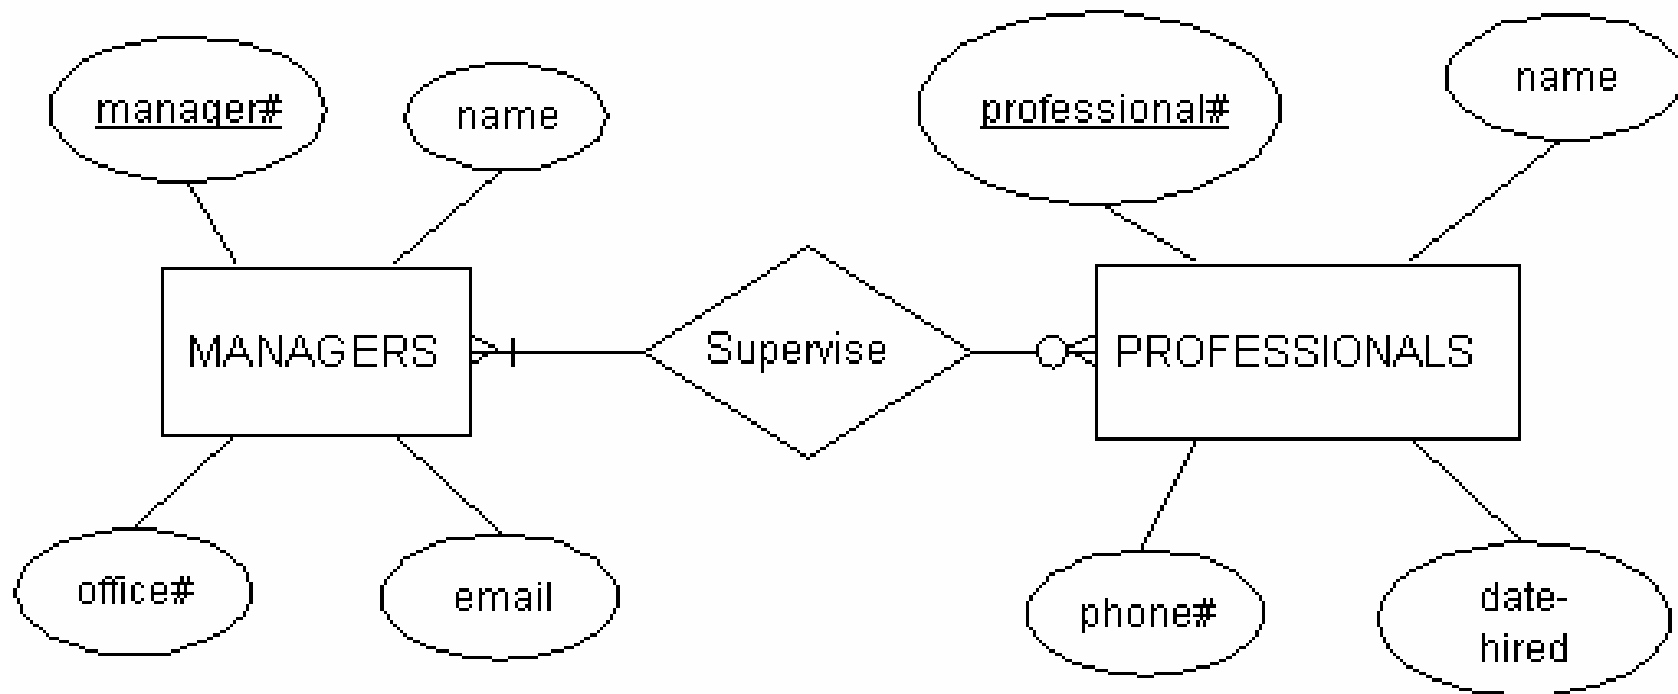 manager#
name
professional#
name
MANAGERS
Supervise
PROFESSIONALS
office#
email
phone#
date-
hired